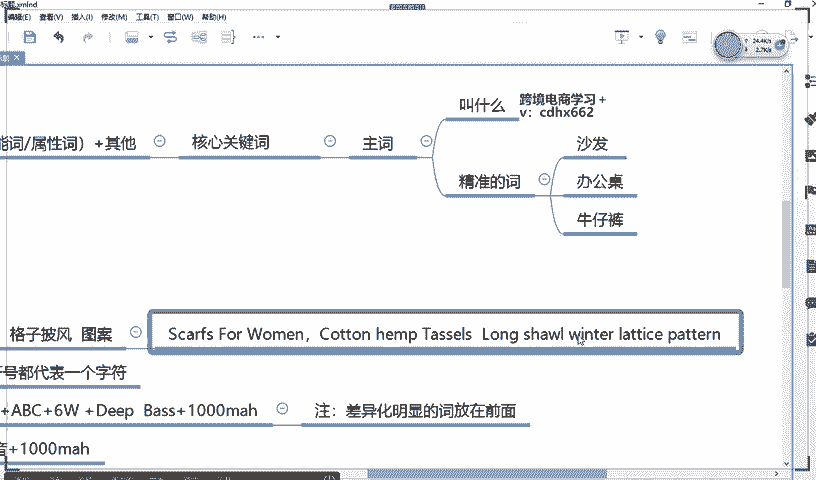 标题.xmind
编辑(E) 查看(V) 插入(I) 修改(M) 工具(T) 窗口(W) 帮助(H)
24.4K/s
2.7K/s
叫什么
跨境电商学习+
v：cdhx662
能词/属性词）+其他
核心关键词
主词
沙发
精准的词
办公桌
牛仔裤
格子披风 图案
Scarfs For Women，Cotton hemp Tassels Long shawl winter lattice pattern
号都代表一个字符
+ABC+6W +Deep Bass+1000mah
注：差异化明显的词放在前面
音+1000mah